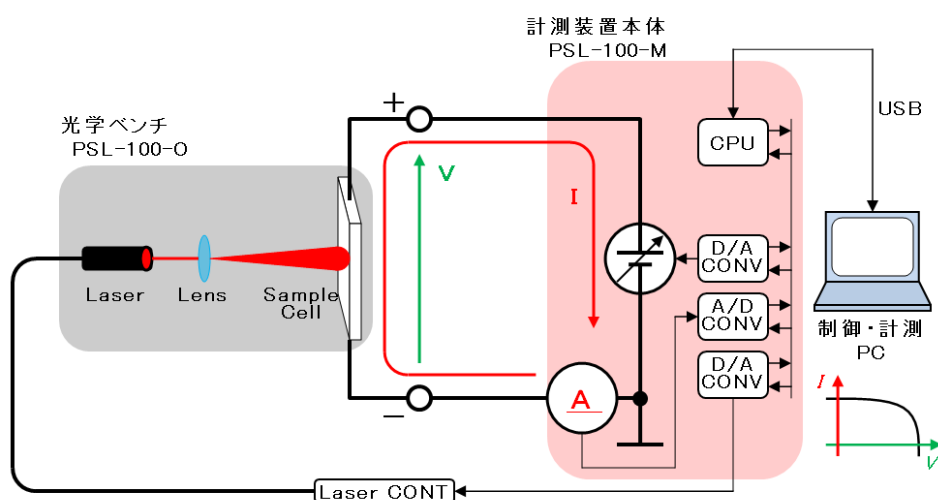 計測装置本体
PSL-100-M
光学ベンチ
PSL-100-O
+
V
I
CPU
USB
D/A
CONV
A/D
CONV
D/A
CONV
Laser
Lens
Sample
Cell
制御・計測
PC
−
A
I
V
Laser CONT